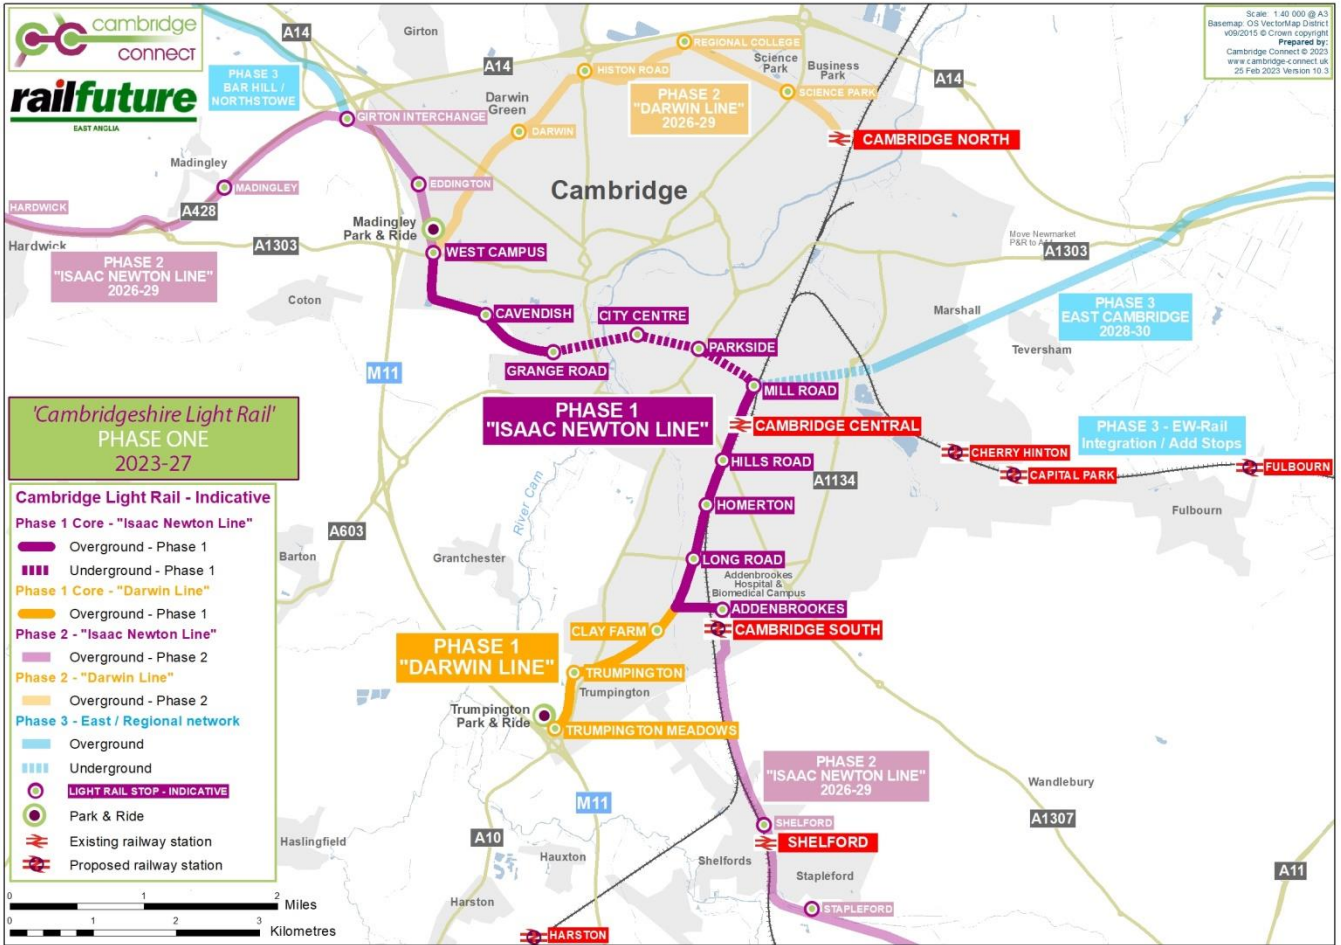 cambridge
connect
railfuture
EAST ANGLIA
Scale: 1:40 000 @ A3
Basemap: OS VectorMap District
v09/2015 © Crown copyright
Prepared by:
Cambridge Connect © 2023
www.cambridge-connect.uk
25 Feb 2023 Version 10.3
A14
Girton
A14
REGIONAL COLLEGE
Science
Park
Business
Park
A14
PHASE 3
BAR HILL /
NORTHSTOWE
HISTON ROAD
SCIENCE PARK
PHASE 2
"DARWIN LINE"
2026-29
Darwin
Green
GIRTON INTERCHANGE
DARWIN
CAMBRIDGE NORTH
Madingley
MADINGLEY
EDDINGTON
Cambridge
HARDWICK
A428
Madingley
Park & Ride
Hardwick
A1303
WEST CAMPUS
Move Newmarket
P&R to A14
A1303
PHASE 2
"ISAAC NEWTON LINE"
2026-29
Coton
CAVENDISH
CITY CENTRE
Marshall
PHASE 3
EAST CAMBRIDGE
2028-30
PARKSIDE
Teversham
M11
GRANGE ROAD
MILL ROAD
'Cambridgeshire Light Rail'
PHASE ONE
2023-27
PHASE 1
"ISAAC NEWTON LINE"
CAMBRIDGE CENTRAL
PHASE 3 - EW-Rail
Integration / Add Stops
CHERRY HINTON
HILLS ROAD
CAPITAL PARK
FULBOURN
A1134
HOMERTON
Fulbourn
River Cam
A603
Barton
Grantchester
LONG ROAD
Addenbrookes
Hospital &
Biomedical Campus
ADDENBROOKES
CLAY FARM
CAMBRIDGE SOUTH
PHASE 1
"DARWIN LINE"
TRUMPINGTON
Trumpington
Trumpington
Park & Ride
TRUMPINGTON MEADOWS
PHASE 2
"ISAAC NEWTON LINE"
2026-29
Wandlebury
M11
A1307
SHELFORD
SHELFORD
A10
Haslingfield
Hauxton
Shelfords
Stapleford
A11
Harston
STAPLEFORD
HARSTON
Cambridge Light Rail - Indicative
Phase 1 Core - "Isaac Newton Line"
Overground - Phase 1
Underground - Phase 1
Phase 1 Core - "Darwin Line"
Overground - Phase 1
Phase 2 - "Isaac Newton Line"
Overground - Phase 2
Phase 2 - "Darwin Line"
Overground - Phase 2
Phase 3 - East / Regional network
Overground
Underground
LIGHT RAIL STOP - INDICATIVE
Park & Ride
Existing railway station
Proposed railway station
0 1 2
Miles
0 1 2 3
Kilometres